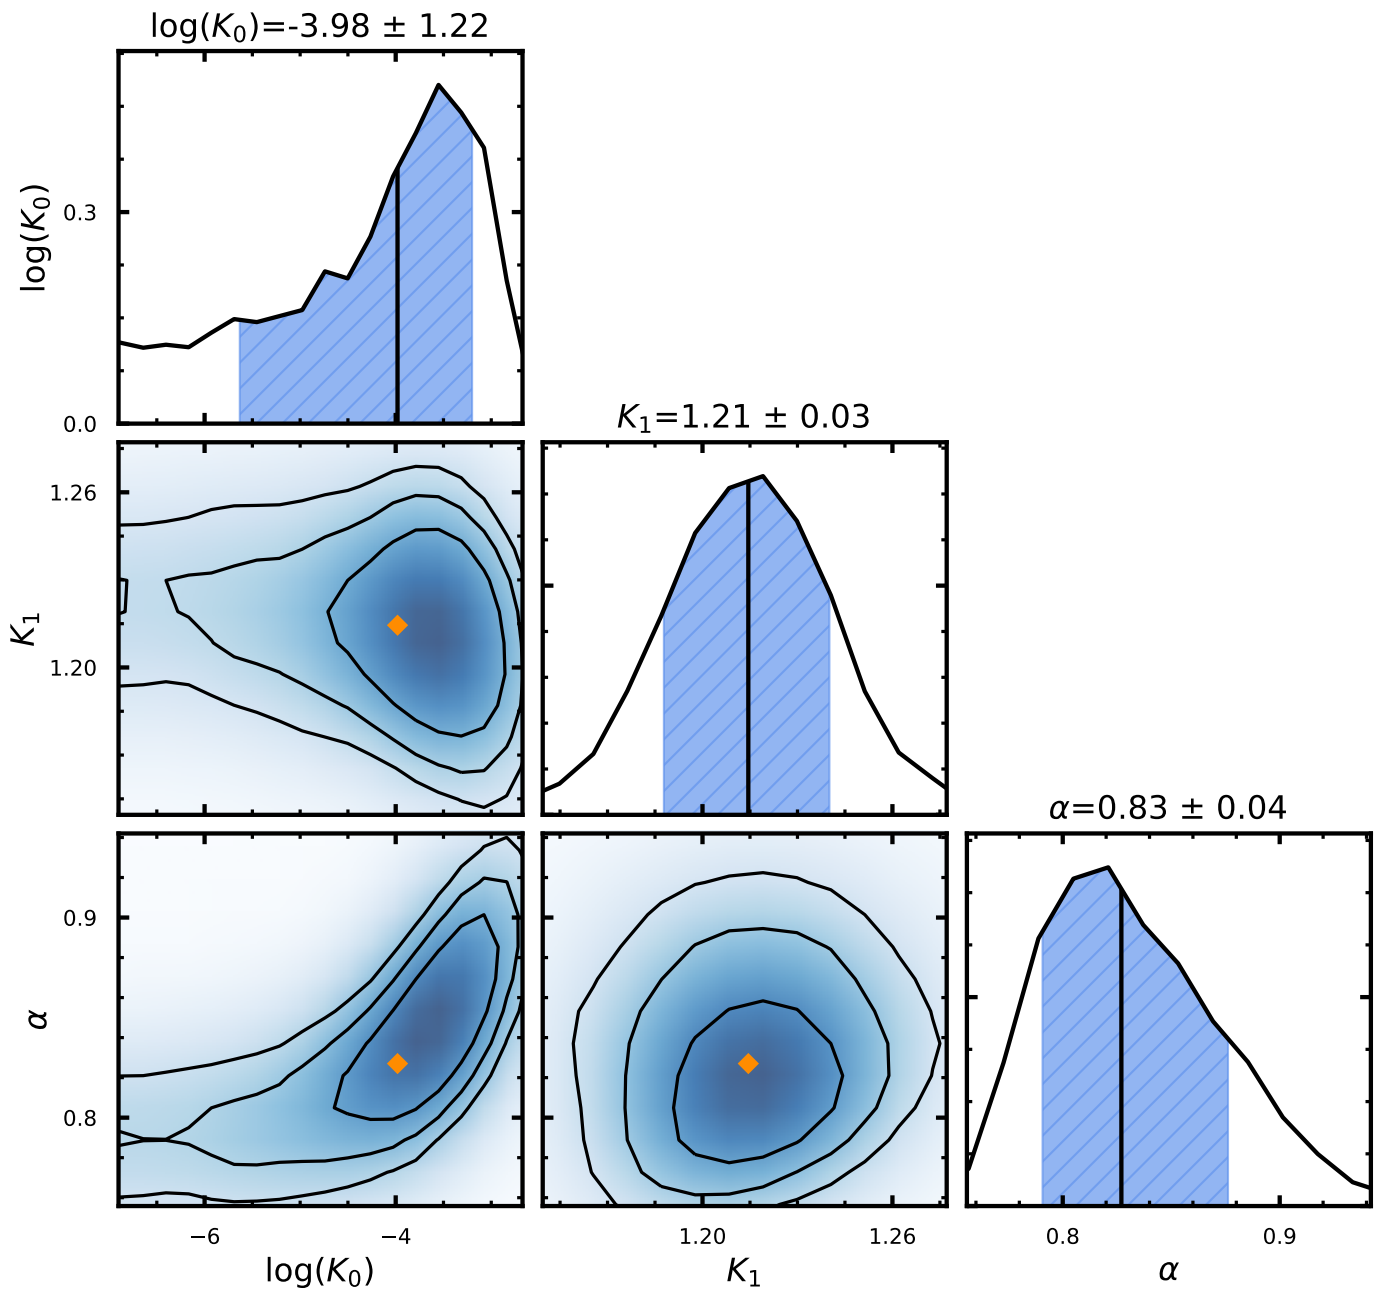 log(K₀)=-3.98 ± 1.22
log(K₀)
0.3
0.0
K₁=1.21 ± 0.03
1.26
K₁
1.20
α=0.83 ± 0.04
0.9
α
0.8
−6 −4 1.20 1.26 0.8 0.9
log(K₀) K₁ α